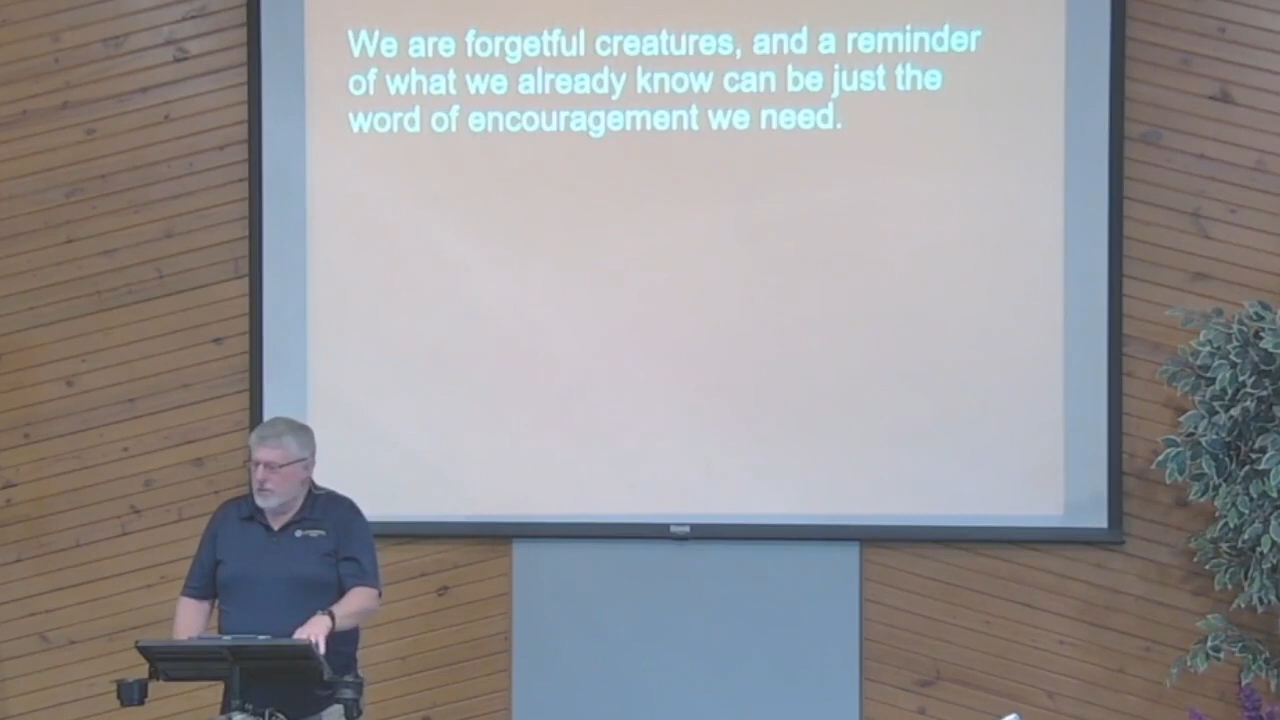 We are forgetful creatures, and a reminder
of what we already know can be just the
word of encouragement we need.